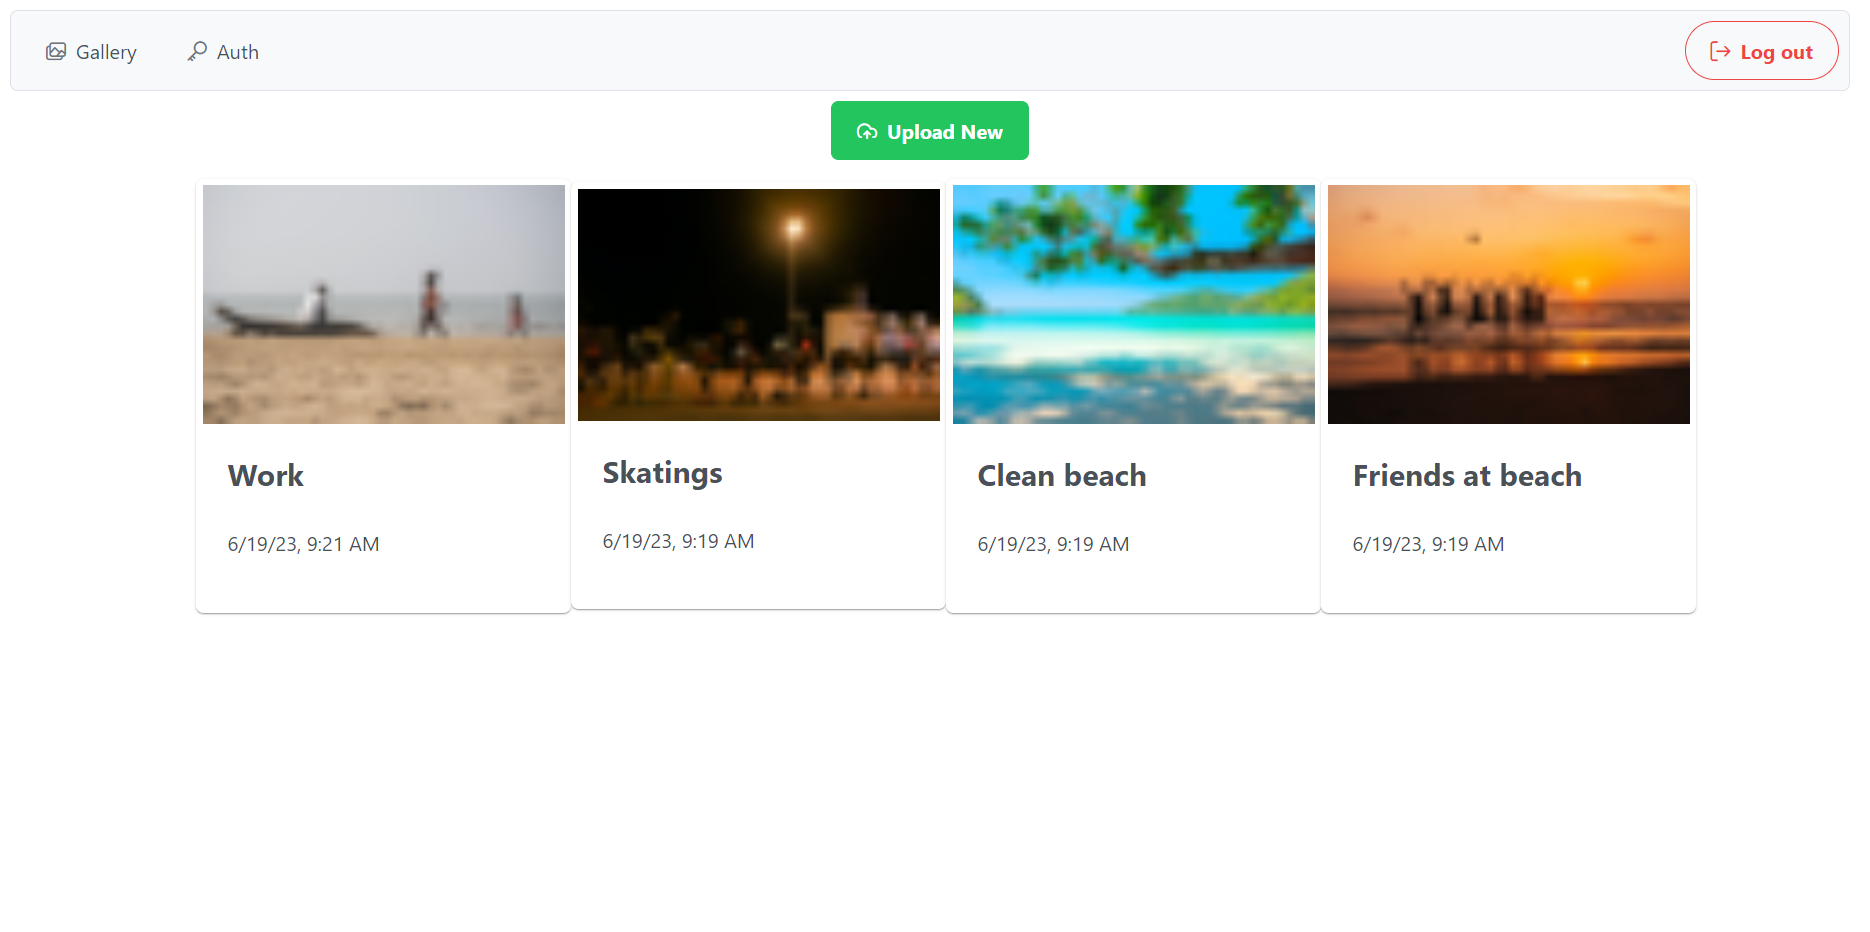 Gallery
Auth
Log out
Upload New
Work
6/19/23, 9:21 AM
Skatings
6/19/23, 9:19 AM
Clean beach
6/19/23, 9:19 AM
Friends at beach
6/19/23, 9:19 AM